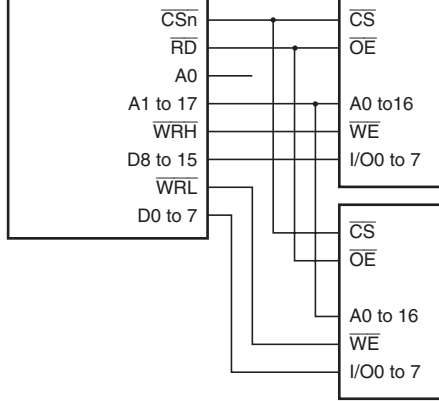 CSn
RD
A0
A1 to 17
WRH
D8 to 15
WRL
D0 to 7
CS
OE
A0 to16
WE
I/O0 to 7
CS
OE
A0 to 16
WE
I/O0 to 7